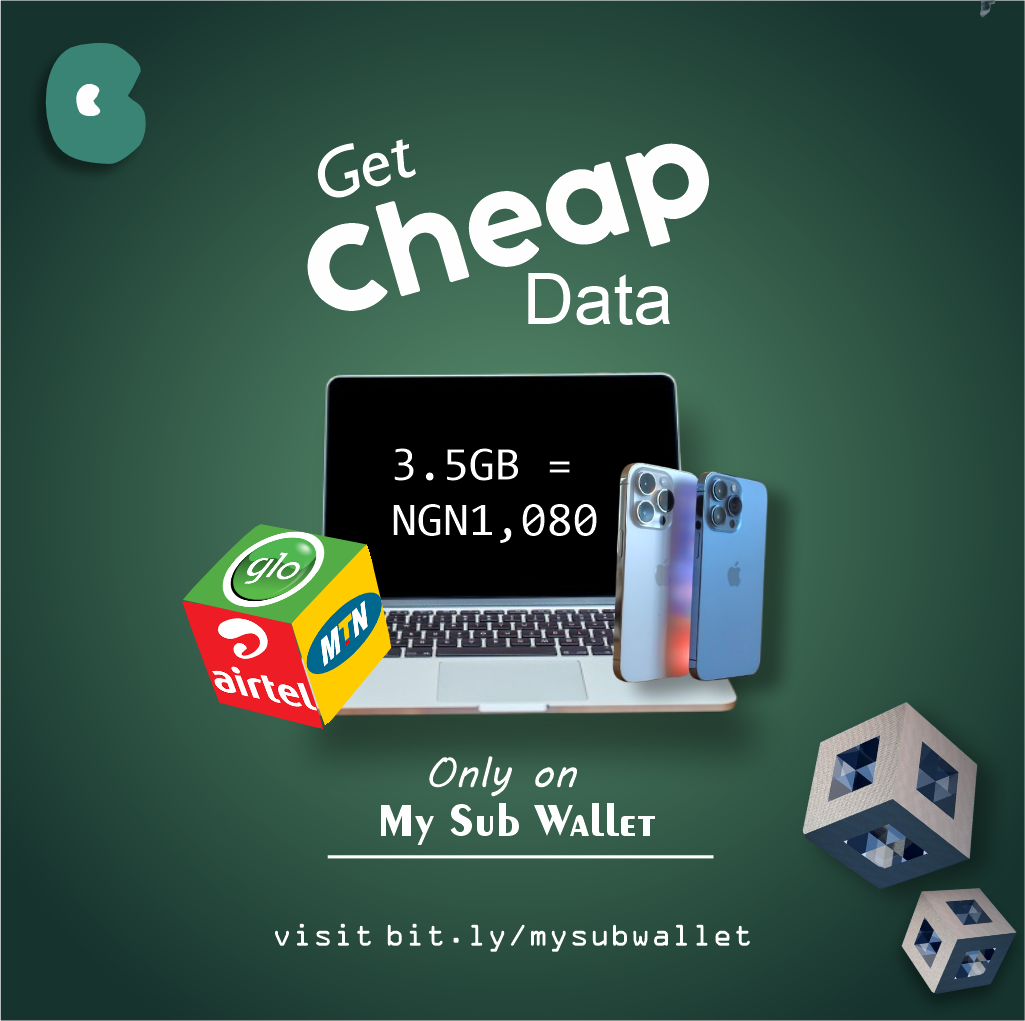 Get
Cheap
Data
3.5GB =
NGN1,080
glo
MTN
airtel
Only on
My Sub Wallet
visit bit.ly/mysubwallet